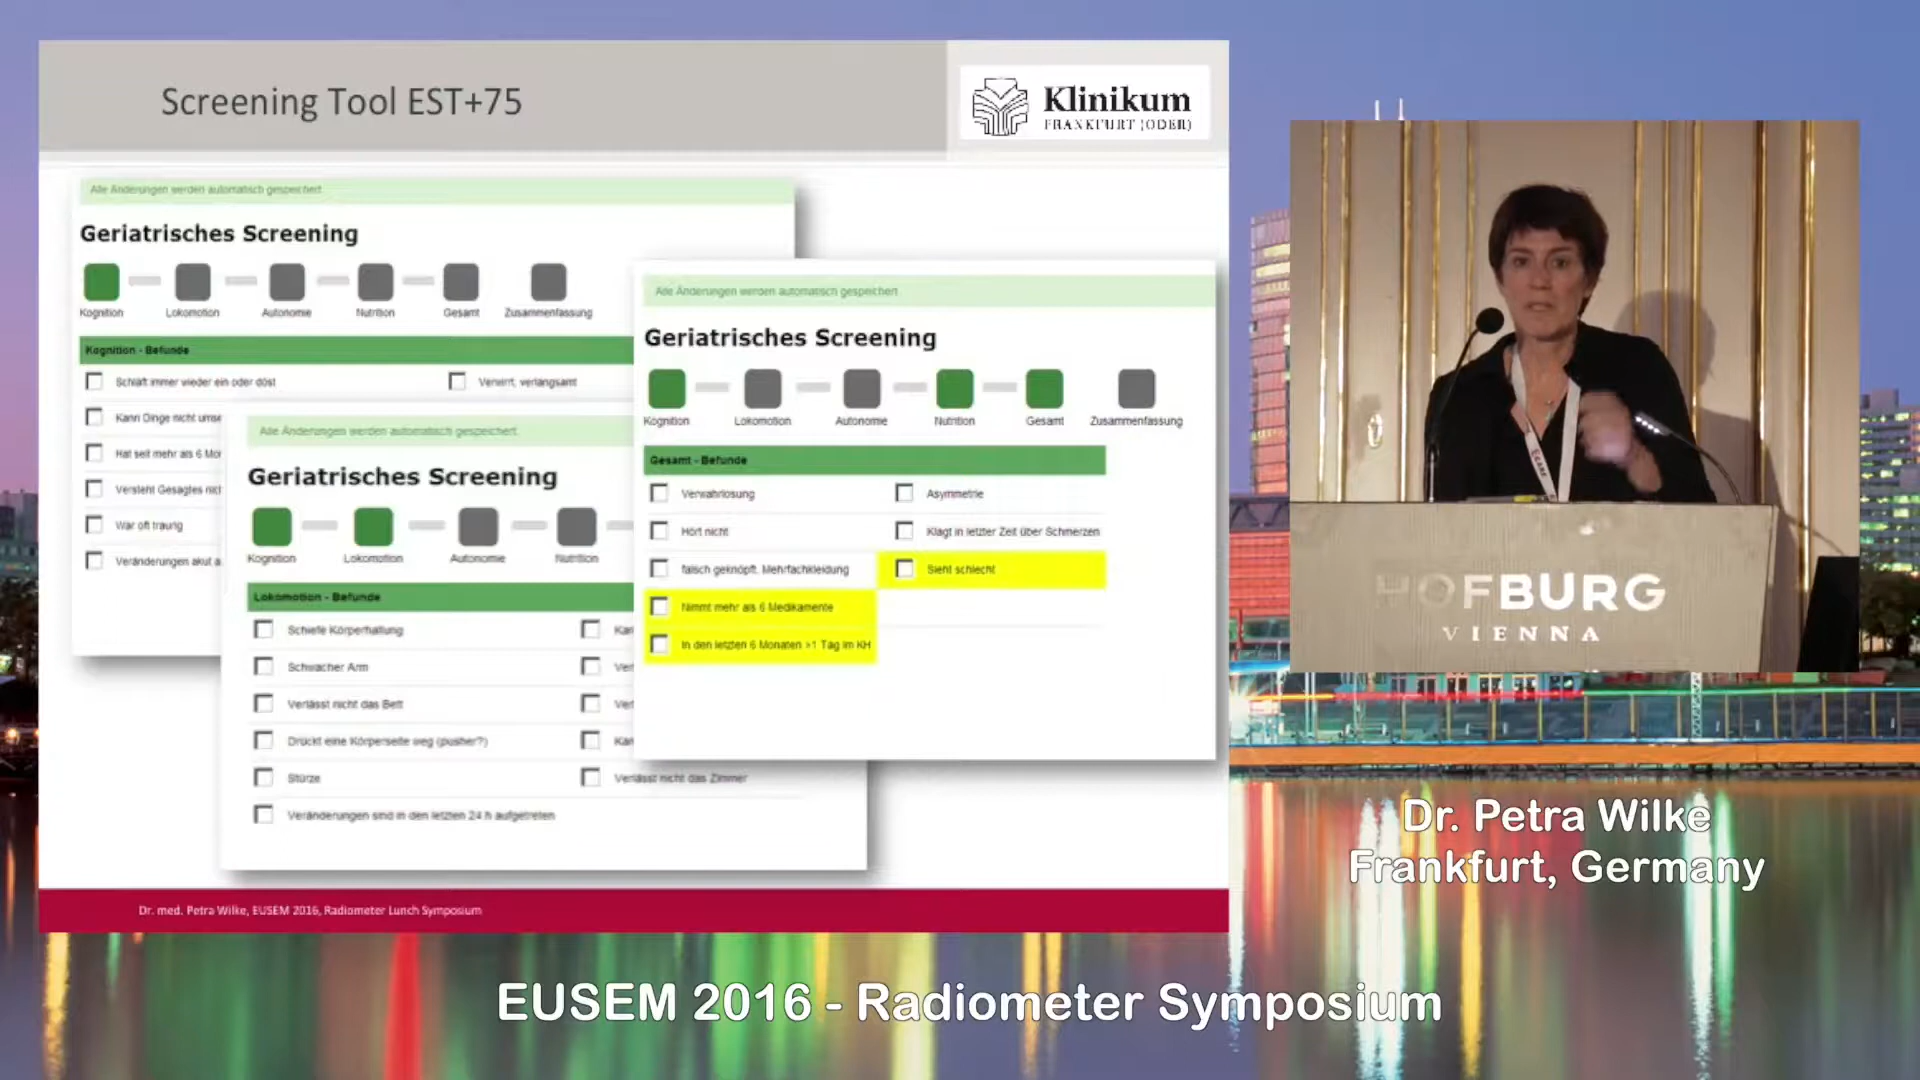 Screening Tool EST+75
Klinikum
FRANKFURT (ODER)
Alle Änderungen werden automatisch gespeichert
Geriatrisches Screening
Kognition
Lokomotion
Autonomie
Nutrition
Gesamt
Zusammenfassung
Kognition - Befunde
Schläft immer wieder ein oder döst
Verwirrt, verlangsamt
Kann Dinge nicht umse
Hat seit mehr als 6 Mo
Versteht Gesagtes nich
War oft traurig
Veränderungen akut a
Alle Änderungen werden automatisch gespeichert
Geriatrisches Screening
Kognition
Lokomotion
Autonomie
Nutrition
Lokomotion - Befunde
Schiefe Körperhaltung
Kan
Schwacher Arm
Ver
Verlässt nicht das Bett
Ver
Drückt eine Körperseite weg (pusher?)
Kan
Stürze
Verlässt nicht das Zimmer
Veränderungen sind in den letzten 24 h aufgetreten
Alle Änderungen werden automatisch gespeichert
Geriatrisches Screening
Kognition
Lokomotion
Autonomie
Nutrition
Gesamt
Zusammenfassung
Gesamt - Befunde
Verwahrlosung
Asymmetrie
Hört nicht
Klagt in letzter Zeit über Schmerzen
falsch geknöpft, Mehrfachkleidung
Sieht schlecht
Nimmt mehr als 6 Medikamente
In den letzten 6 Monaten >1 Tag im KH
Dr. med. Petra Wilke, EUSEM 2016, Radiometer Lunch Symposium
HOFBURG
VIENNA
Dr. Petra Wilke
Frankfurt, Germany
EUSEM 2016 - Radiometer Symposium